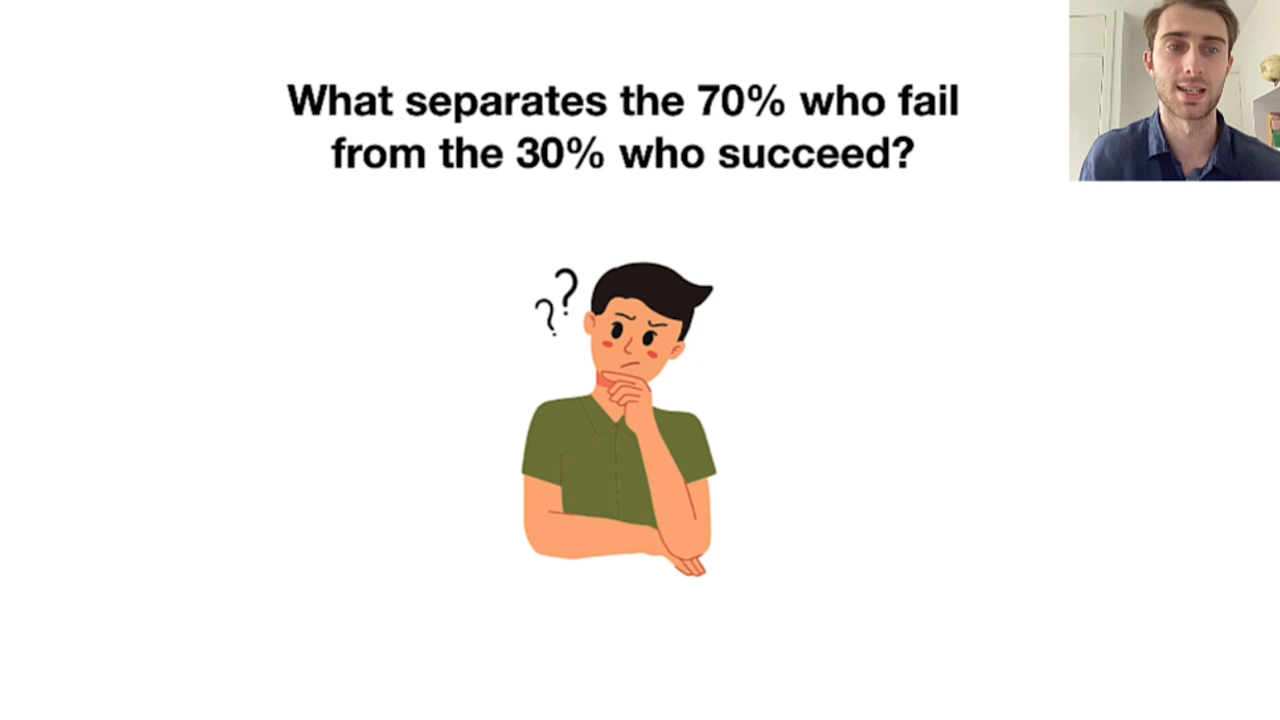 What separates the 70% who fail
from the 30% who succeed?
??